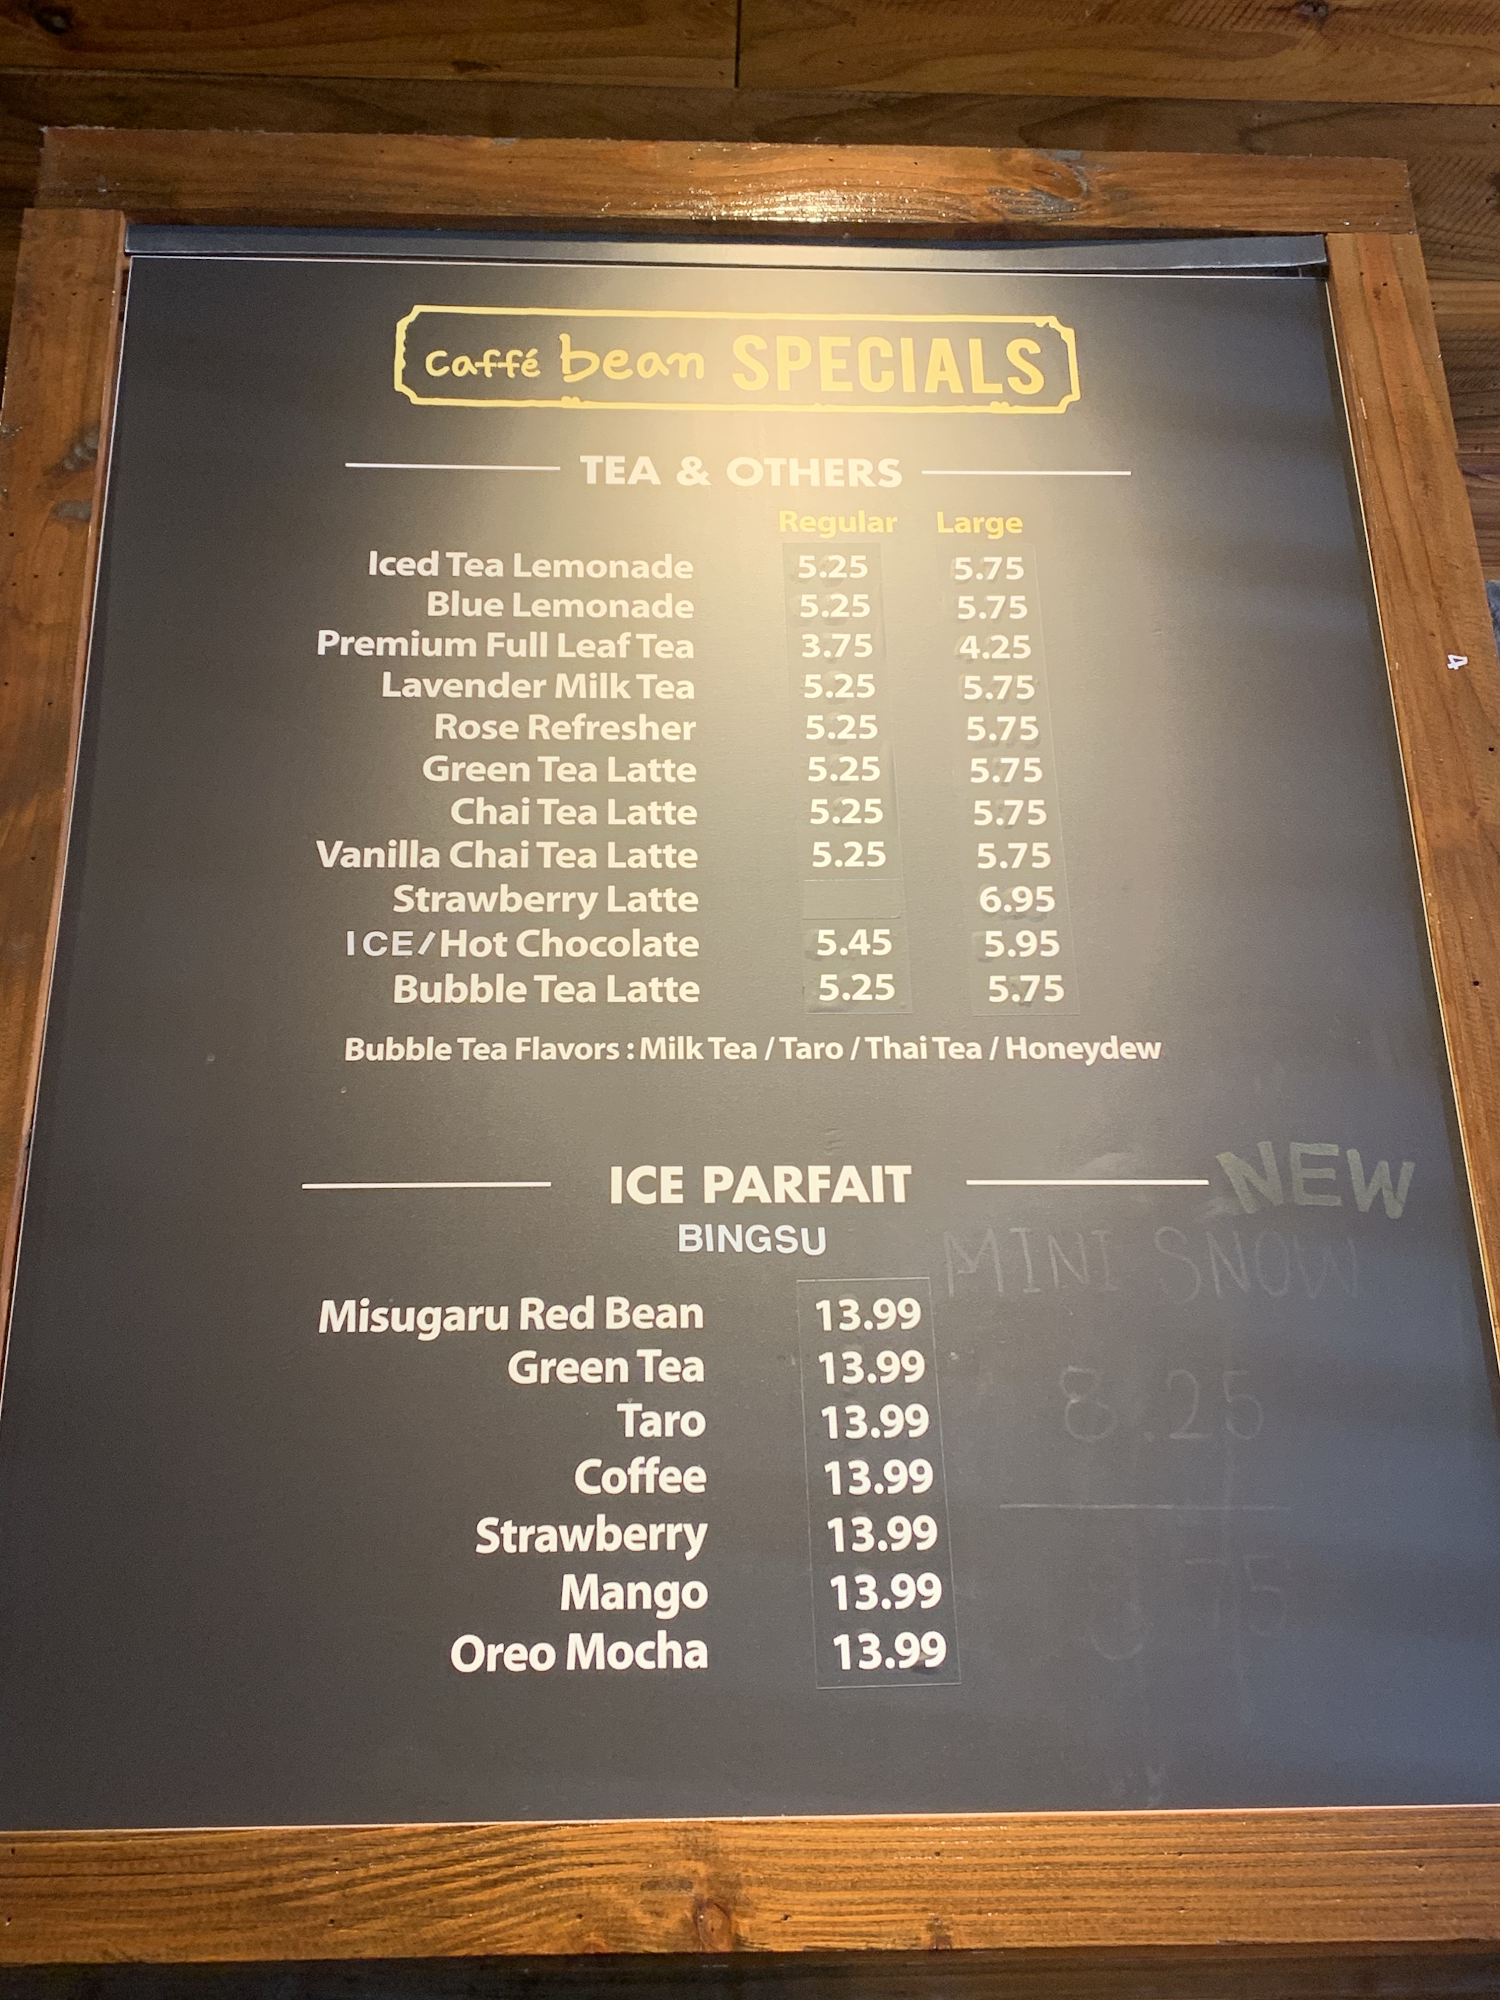 Caffé bean SPECIALS
TEA & OTHERS
Regular Large
Iced Tea Lemonade 5.25 5.75
Blue Lemonade 5.25 5.75
Premium Full Leaf Tea 3.75 4.25
Lavender Milk Tea 5.25 5.75
Rose Refresher 5.25 5.75
Green Tea Latte 5.25 5.75
Chai Tea Latte 5.25 5.75
Vanilla Chai Tea Latte 5.25 5.75
Strawberry Latte 6.95
ICE/Hot Chocolate 5.45 5.95
Bubble Tea Latte 5.25 5.75
Bubble Tea Flavors : Milk Tea / Taro / Thai Tea / Honeydew
ICE PARFAIT
BINGSU
Misugaru Red Bean 13.99
Green Tea 13.99
Taro 13.99
Coffee 13.99
Strawberry 13.99
Mango 13.99
Oreo Mocha 13.99
NEW
MINI SNOW
8.25
4